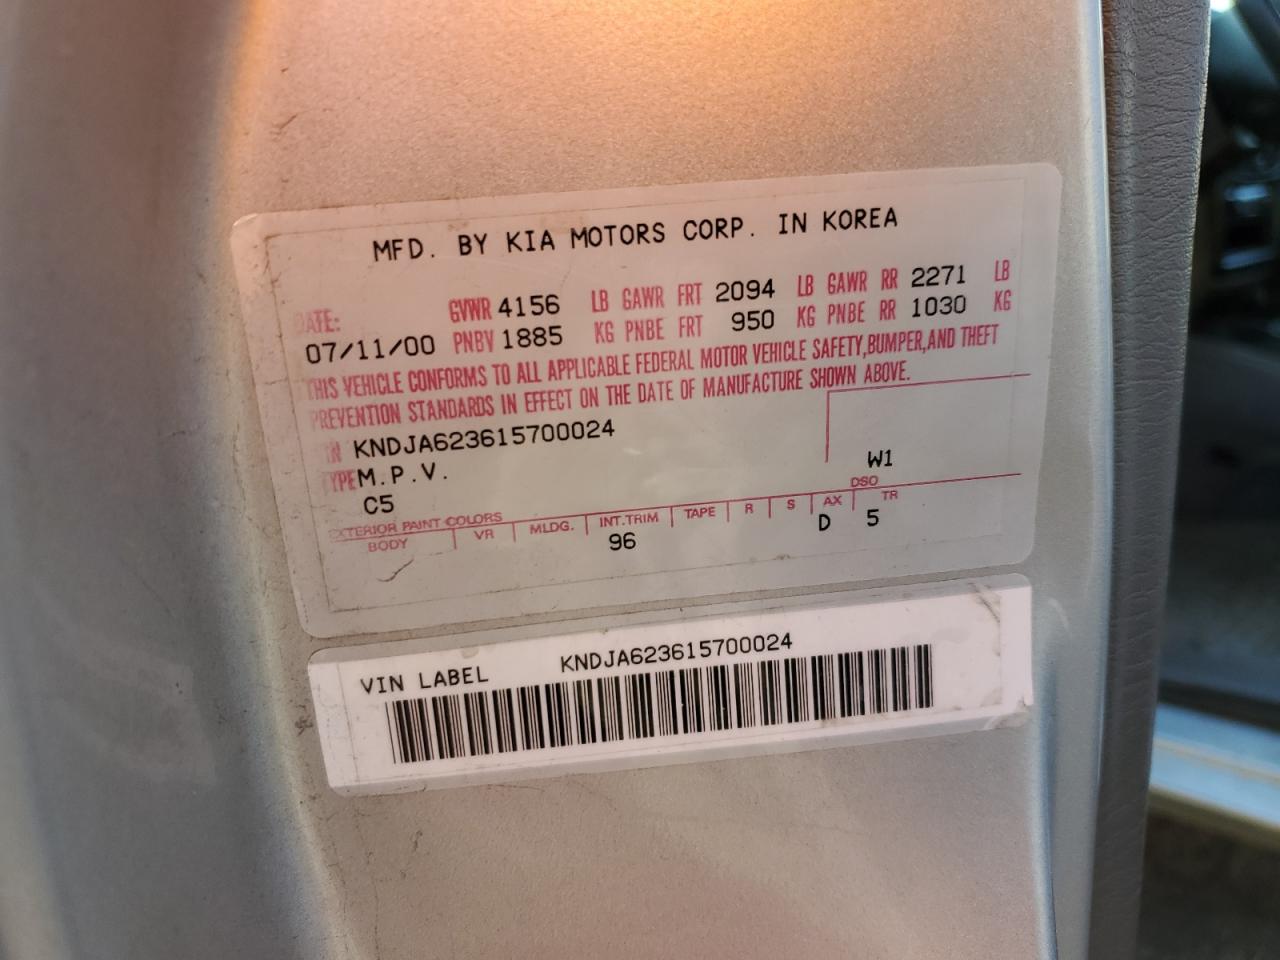 MFD. BY KIA MOTORS CORP. IN KOREA
DATE: GVWR 4156 LB GAWR FRT 2094 LB GAWR RR 2271 LB
07/11/00 PNBV 1885 KG PNBE FRT 950 KG PNBE RR 1030 KG
THIS VEHICLE CONFORMS TO ALL APPLICABLE FEDERAL MOTOR VEHICLE SAFETY,BUMPER,AND THEFT
PREVENTION STANDARDS IN EFFECT ON THE DATE OF MANUFACTURE SHOWN ABOVE.
KNDJA623615700024
TYPE M.P.V. W1
C5 DSO
EXTERIOR PAINT COLORS
BODY VR MLDG. INT.TRIM TAPE R S AX TR
96 D 5
VIN LABEL KNDJA623615700024